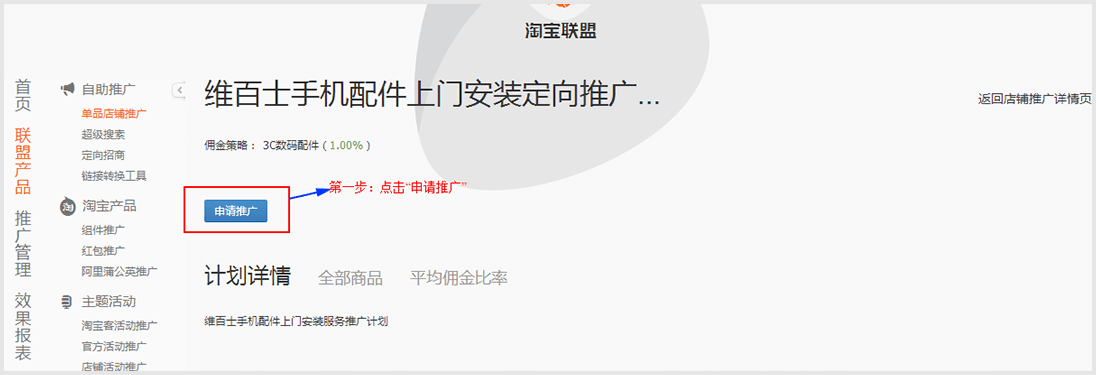 淘宝联盟
首页
联盟产品
推广管理
效果报表
自助推广
单品店铺推广
超级搜索
定向招商
链接转换工具
淘宝产品
组件推广
红包推广
阿里蒲公英推广
主题活动
淘宝客活动推广
官方活动推广
店铺活动推广
维百士手机配件上门安装定向推广...
返回店铺推广详情页
佣金策略： 3C数码配件 ( 1.00% )
第一步：点击“申请推广”
申请推广
计划详情 全部商品 平均佣金比率
维百士手机配件上门安装服务推广计划